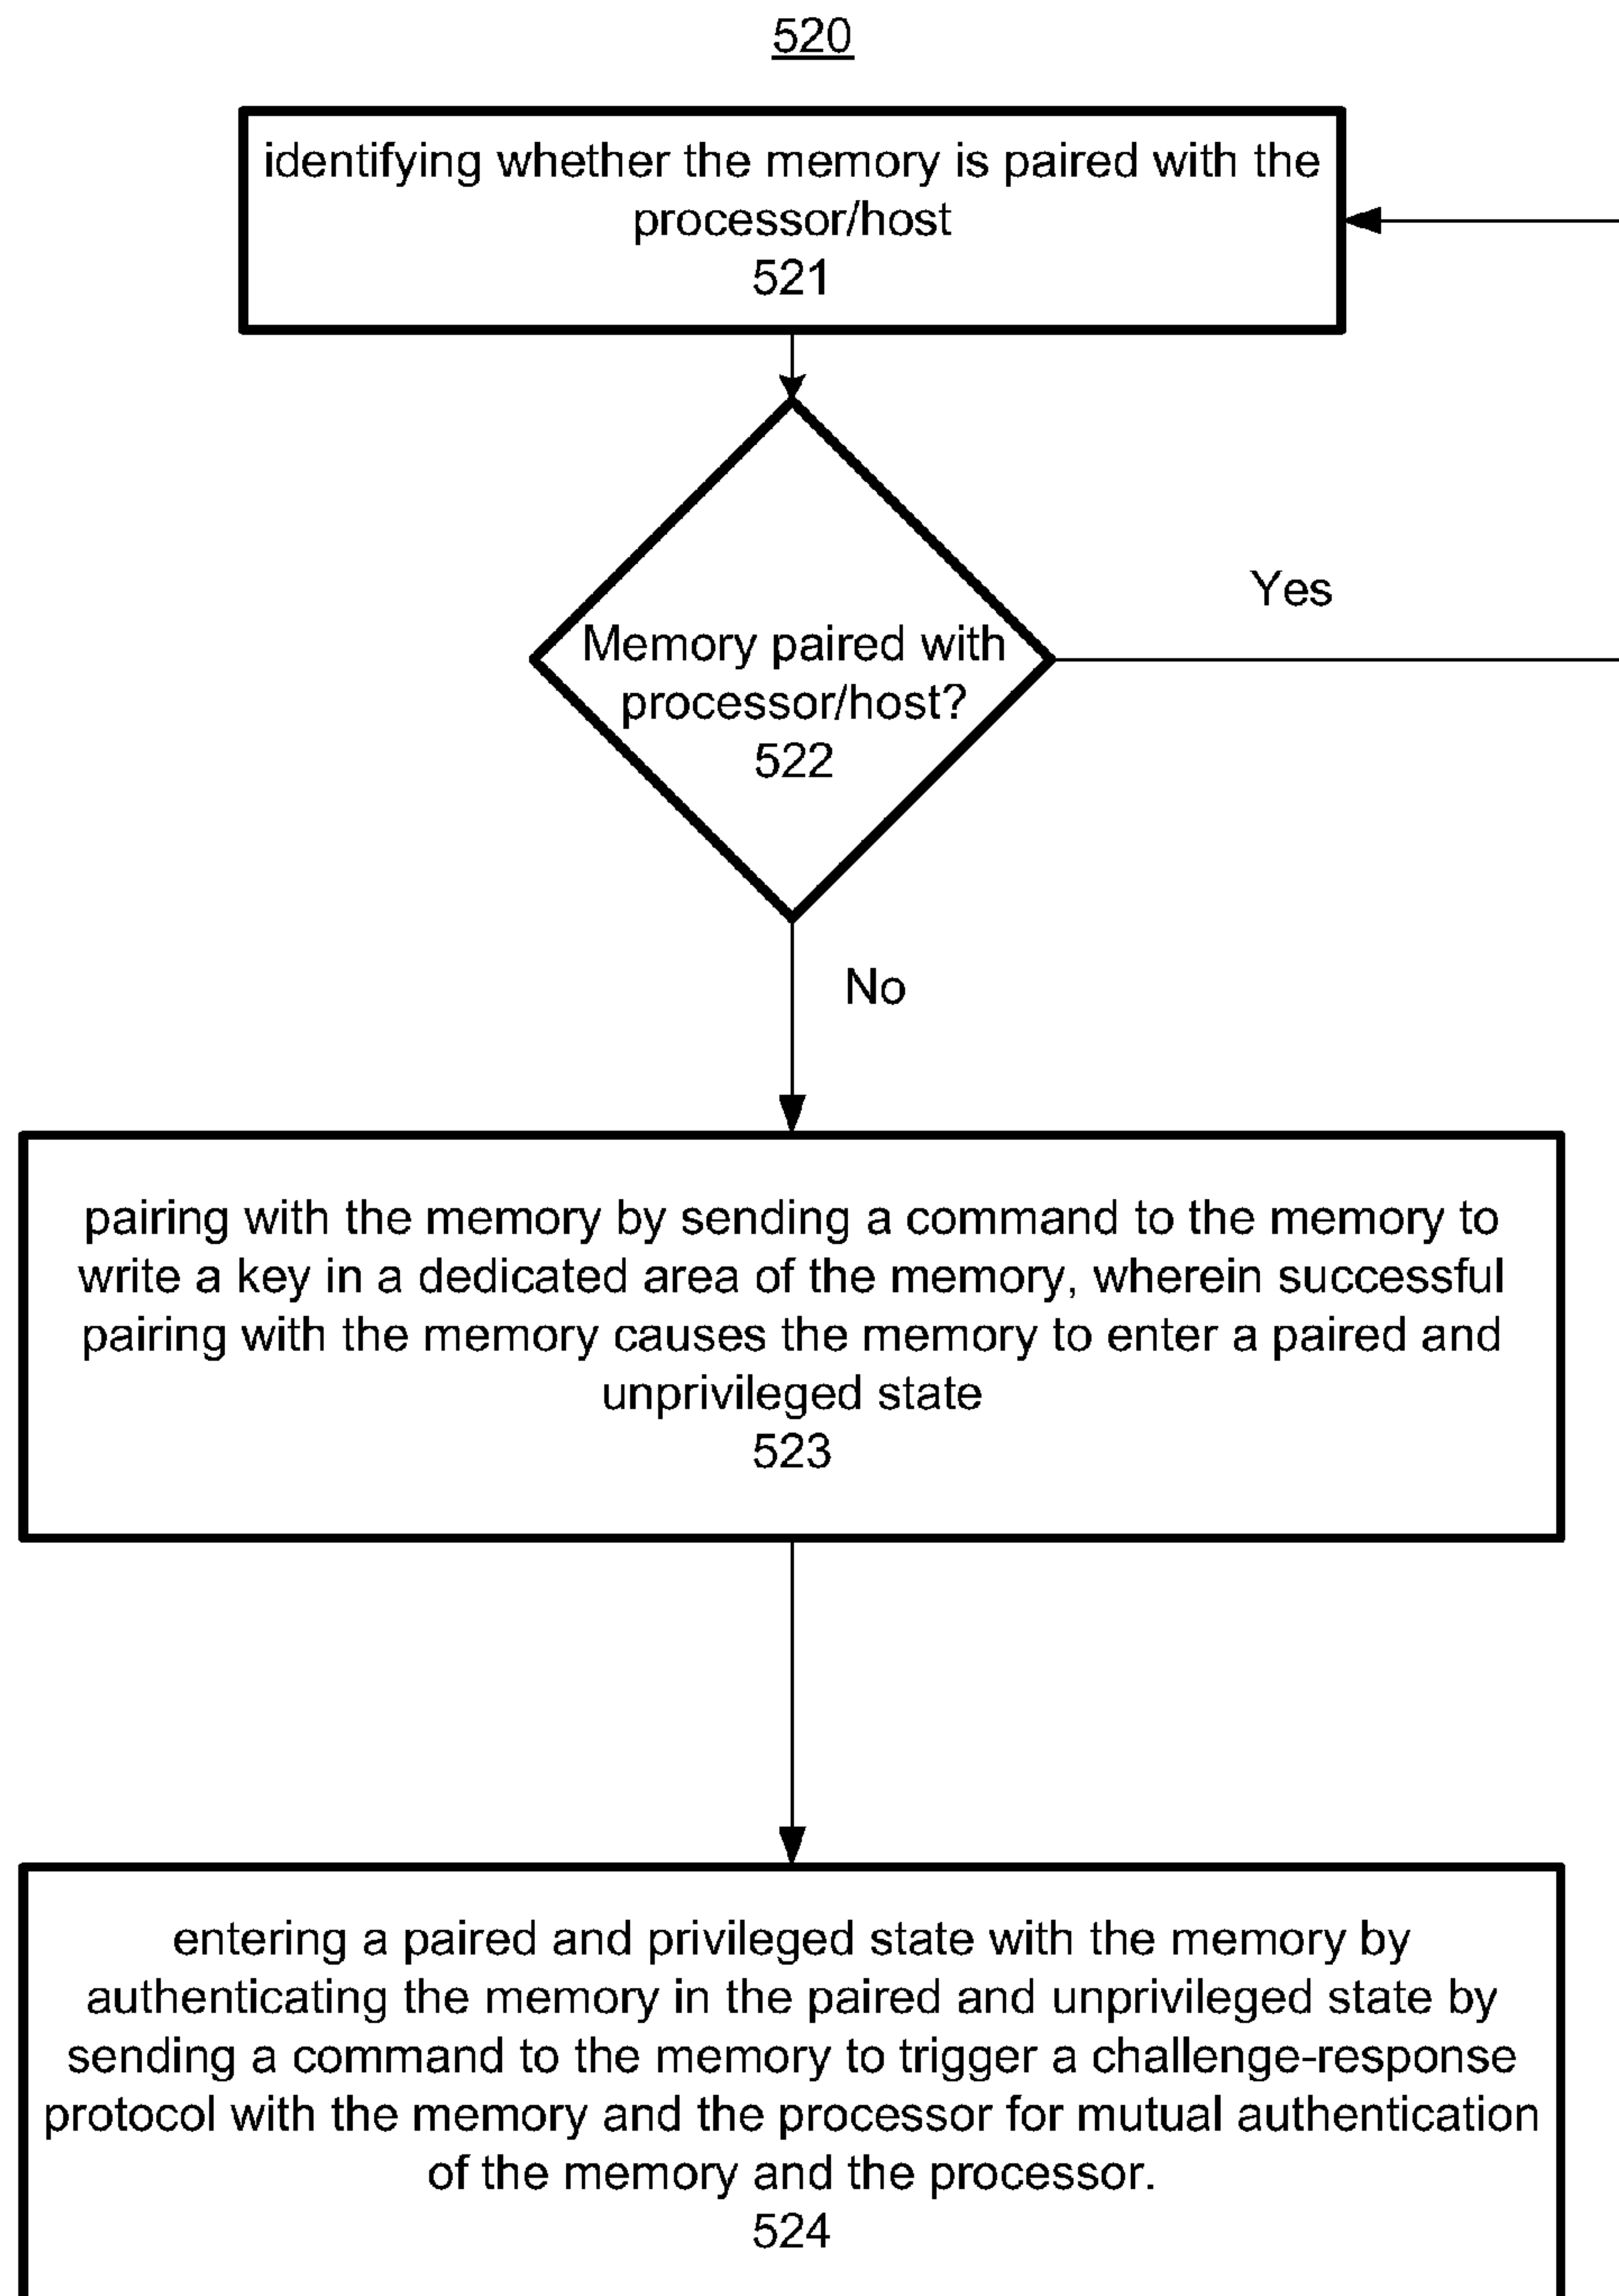 520
identifying whether the memory is paired with the
processor/host
521
Memory paired with
processor/host?
522
Yes
No
pairing with the memory by sending a command to the memory to
write a key in a dedicated area of the memory, wherein successful
pairing with the memory causes the memory to enter a paired and
unprivileged state
523
entering a paired and privileged state with the memory by
authenticating the memory in the paired and unprivileged state by
sending a command to the memory to trigger a challenge-response
protocol with the memory and the processor for mutual authentication
of the memory and the processor.
524